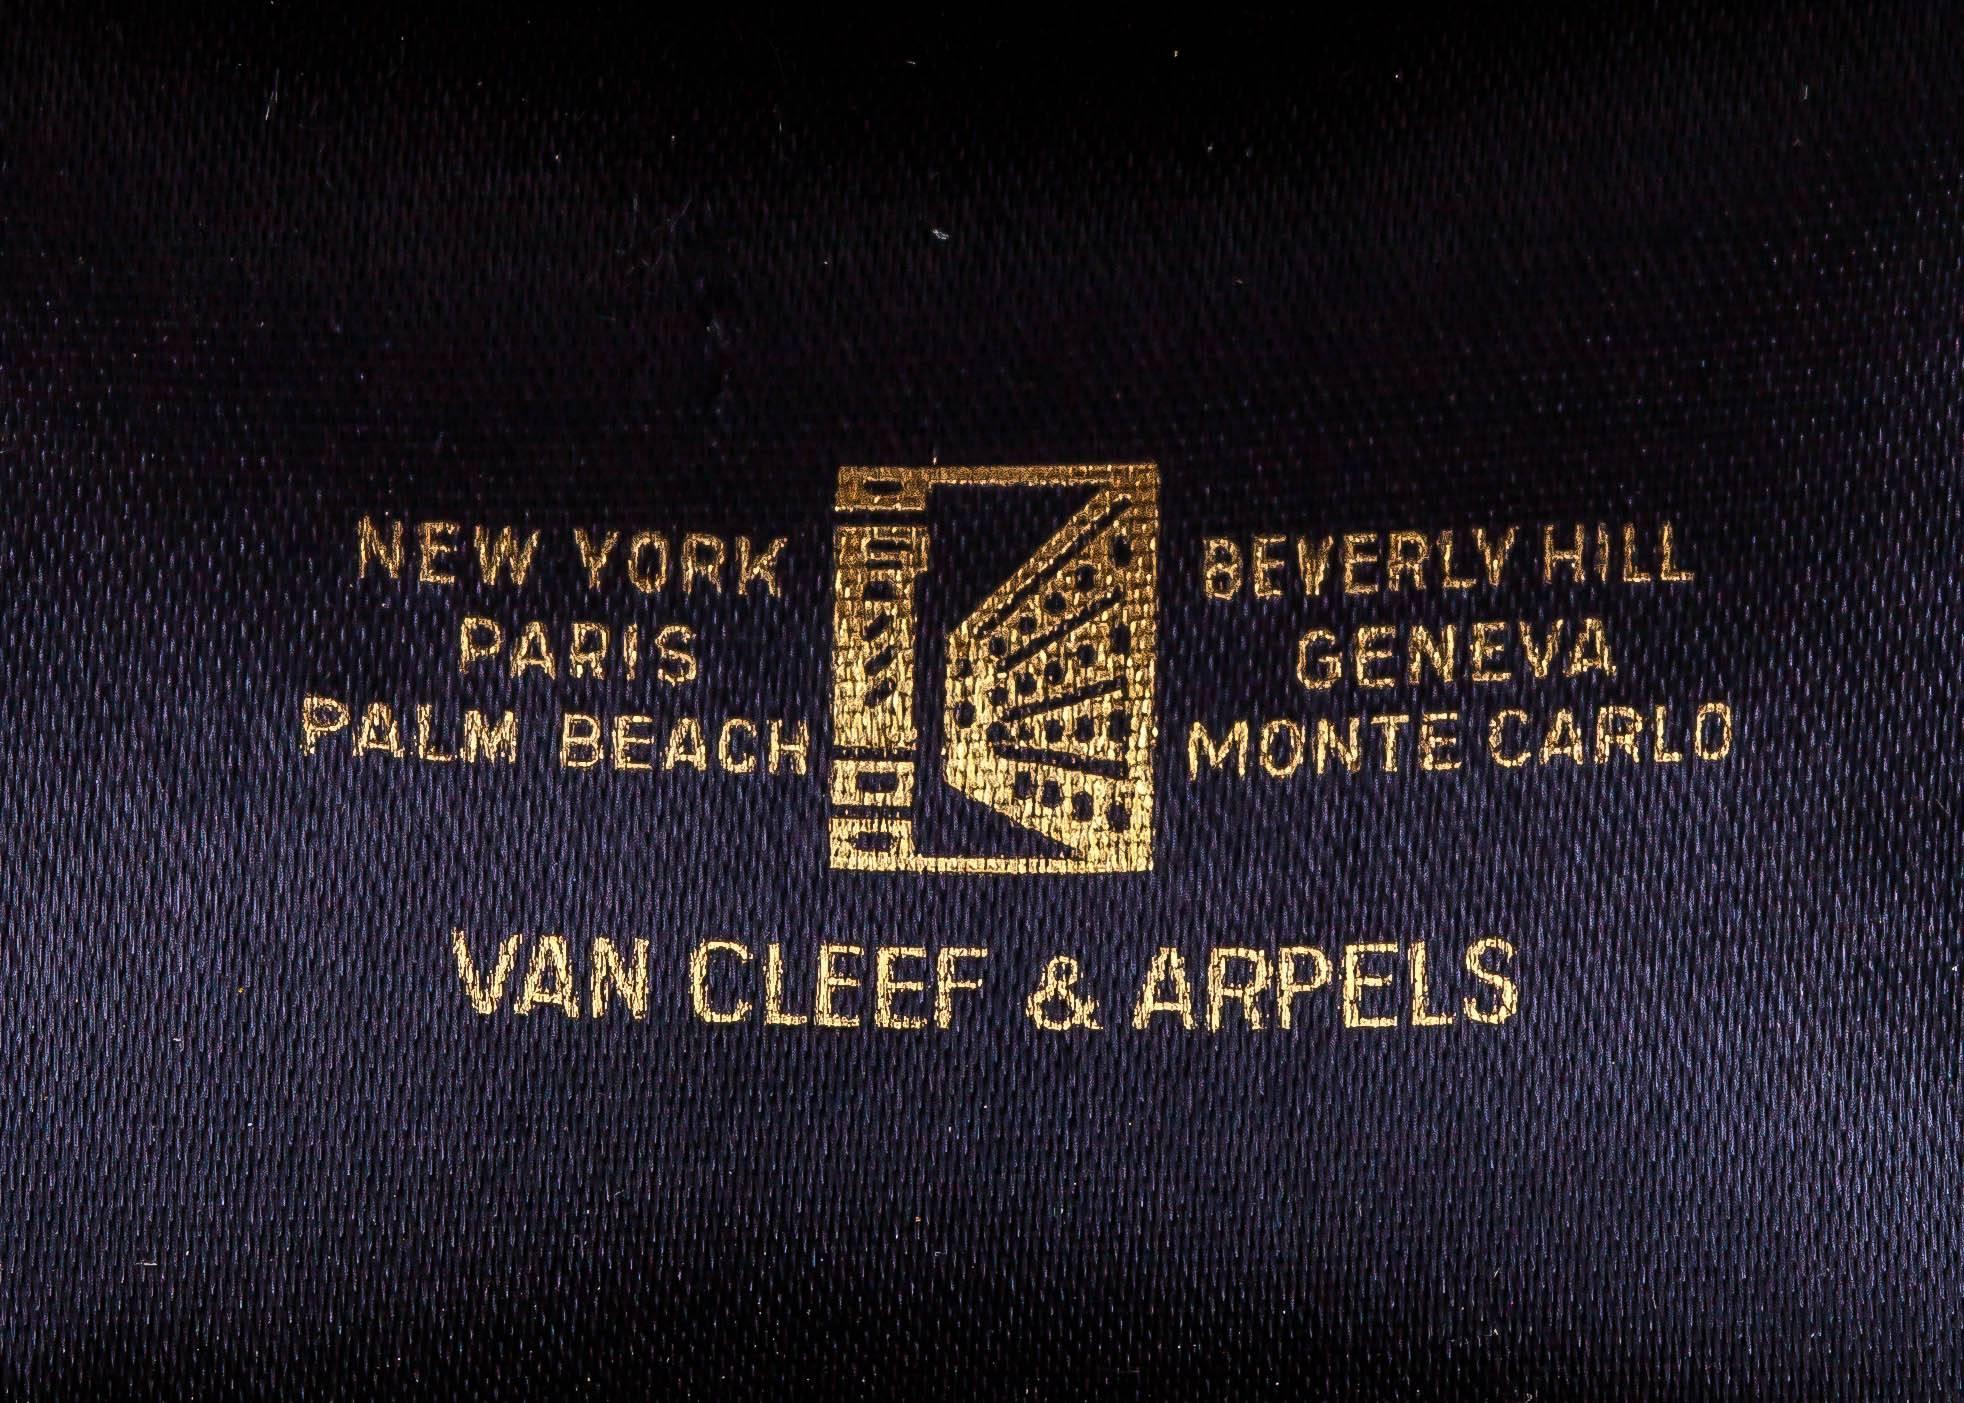 NEW YORK
PARIS
PALM BEACH
BEVERLY HILL
GENEVA
MONTE CARLO
VAN CLEEF & ARPELS